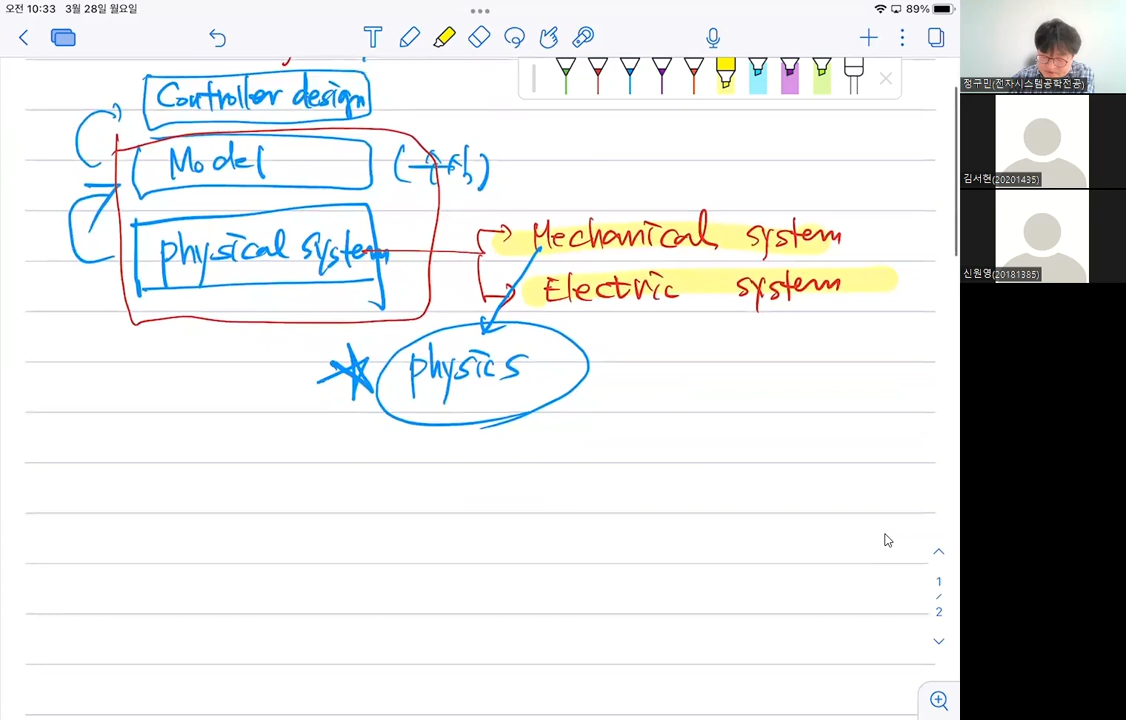 오전 10:33 3월 28일 월요일
89%
Controller design
Model
physical system
Mechanical system
Electric system
physics
1
2
정구민(전자시스템공학전공)
김서현(20201435)
신원영(20181385)